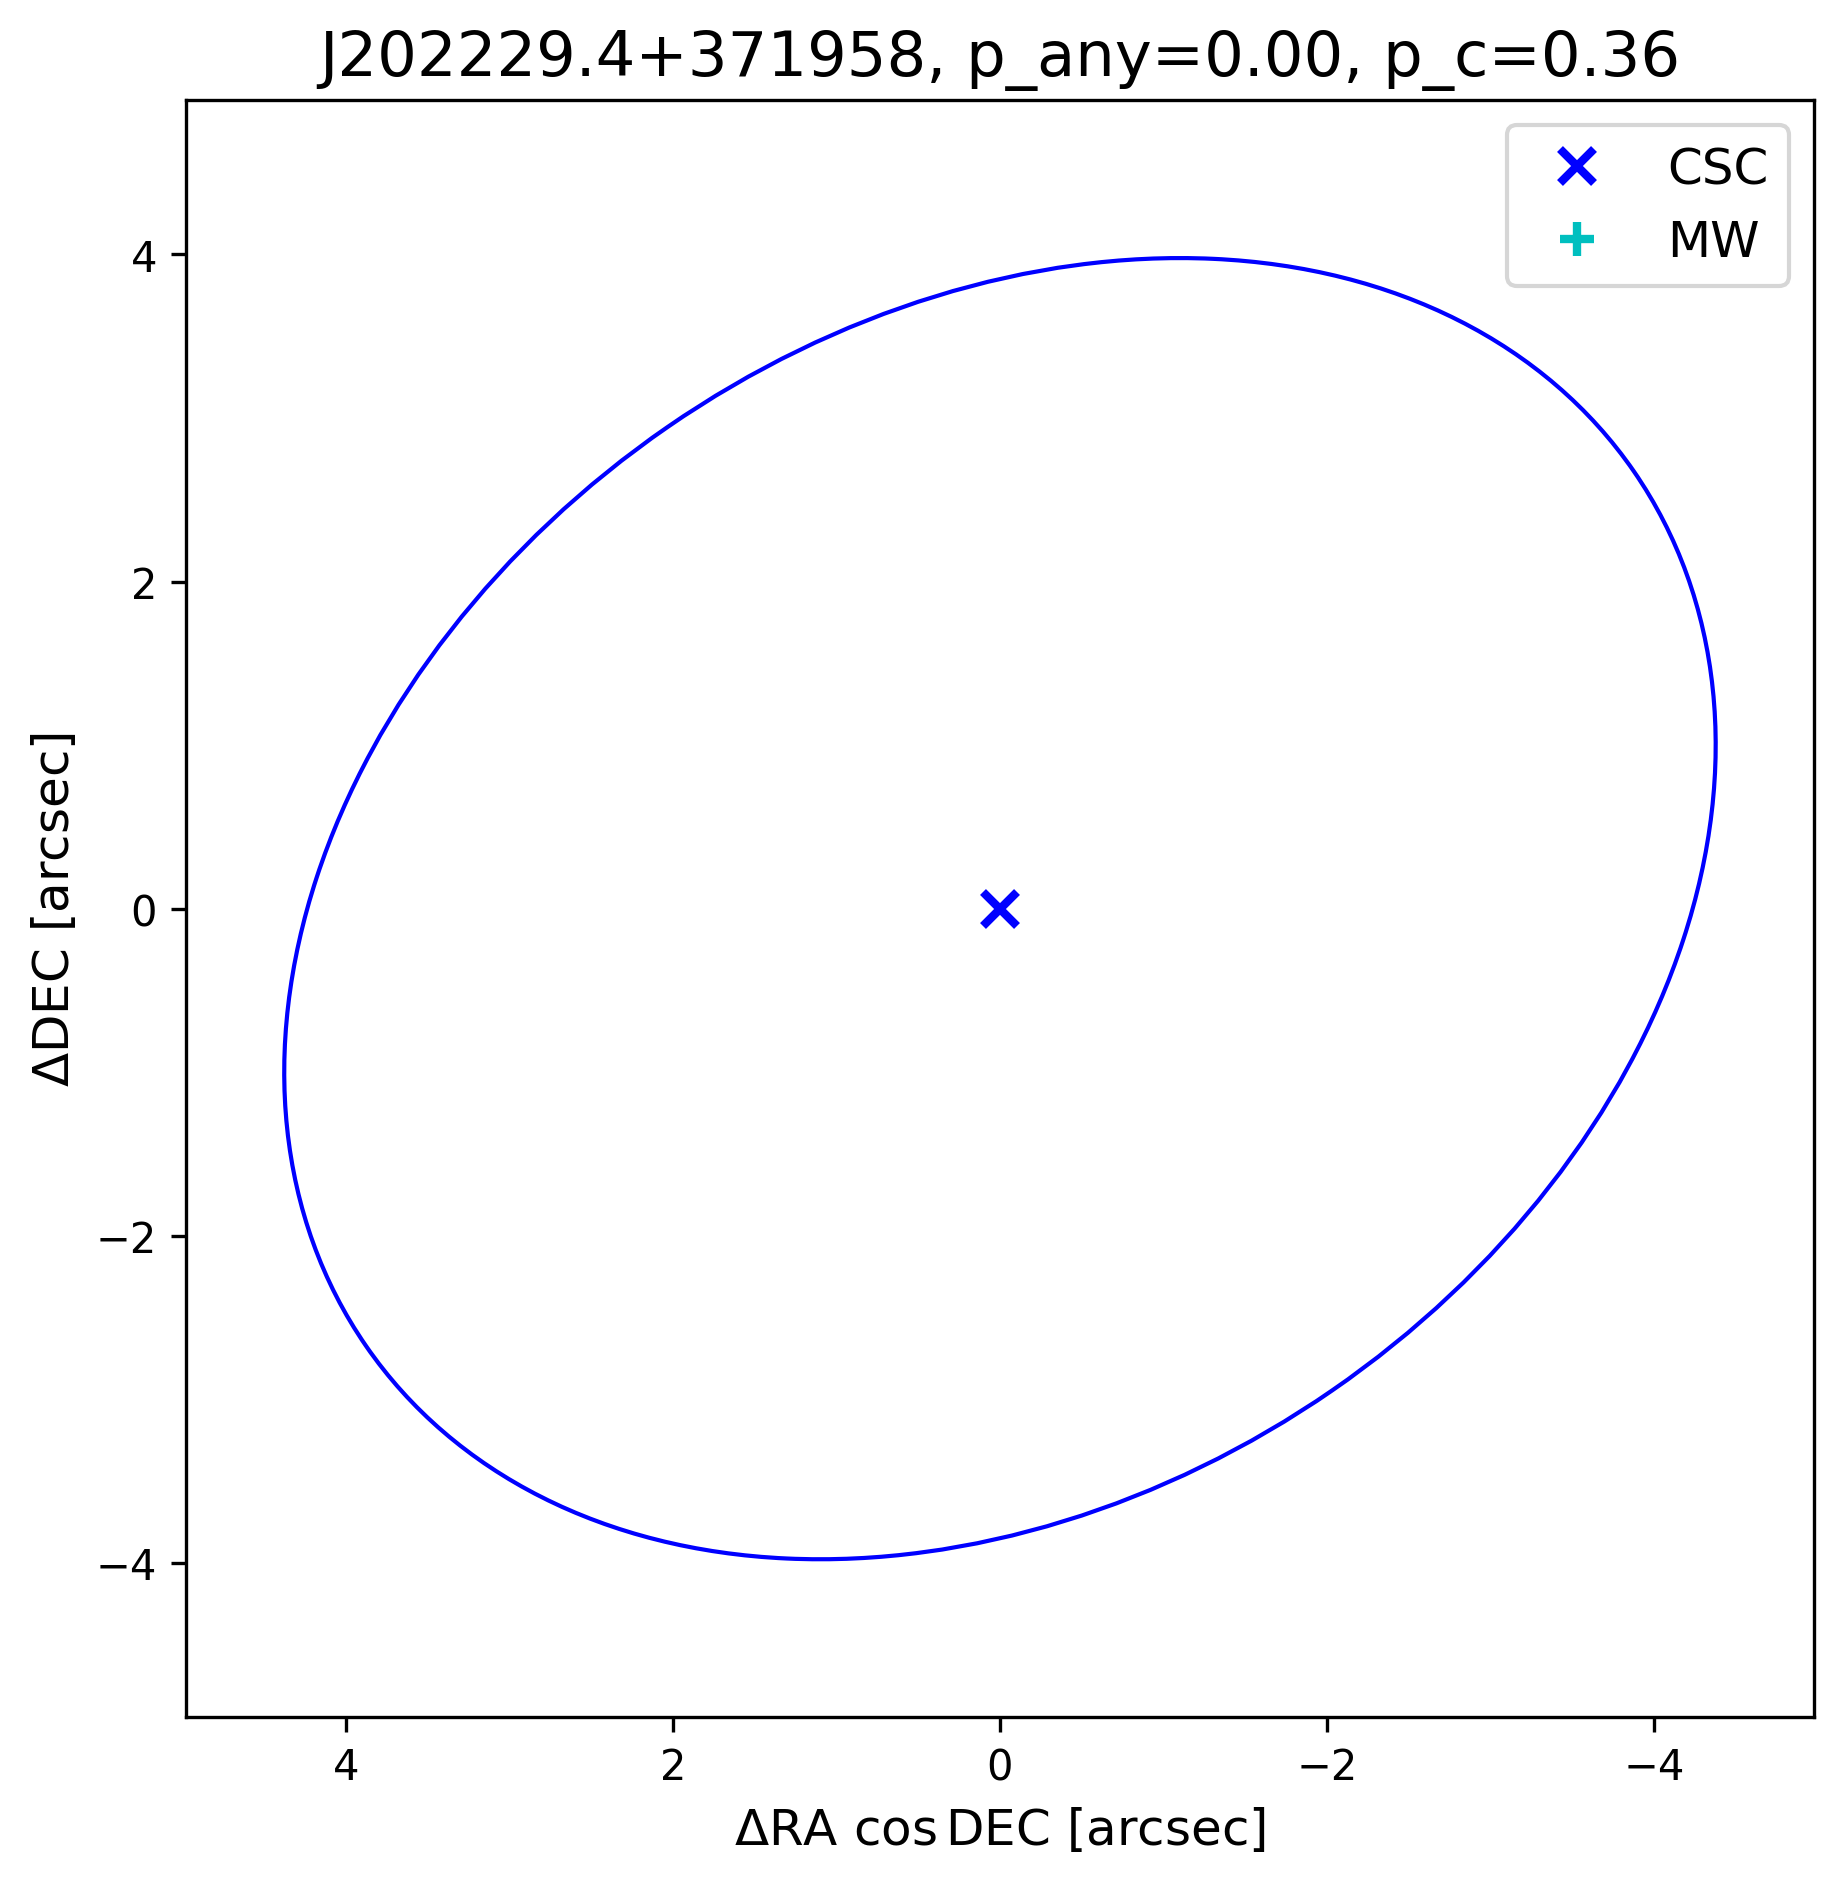 J202229.4+371958, p_any=0.00, p_c=0.36
CSC
MW
4
2
0
−2
−4
ΔDEC [arcsec]
4
2
0
−2
−4
ΔRA cos DEC [arcsec]